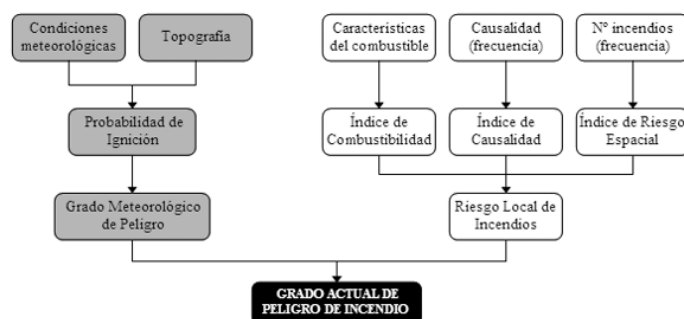 Condiciones
meteorológicas
Topografía
Características
del combustible
Causalidad
(frecuencia)
Nº incendios
(frecuencia)
Probabilidad de
Ignición
Índice de
Combustibilidad
Índice de
Causalidad
Índice de Riesgo
Espacial
Grado Meteorológico
de Peligro
Riesgo Local de
Incendios
GRADO ACTUAL DE
PELIGRO DE INCENDIO